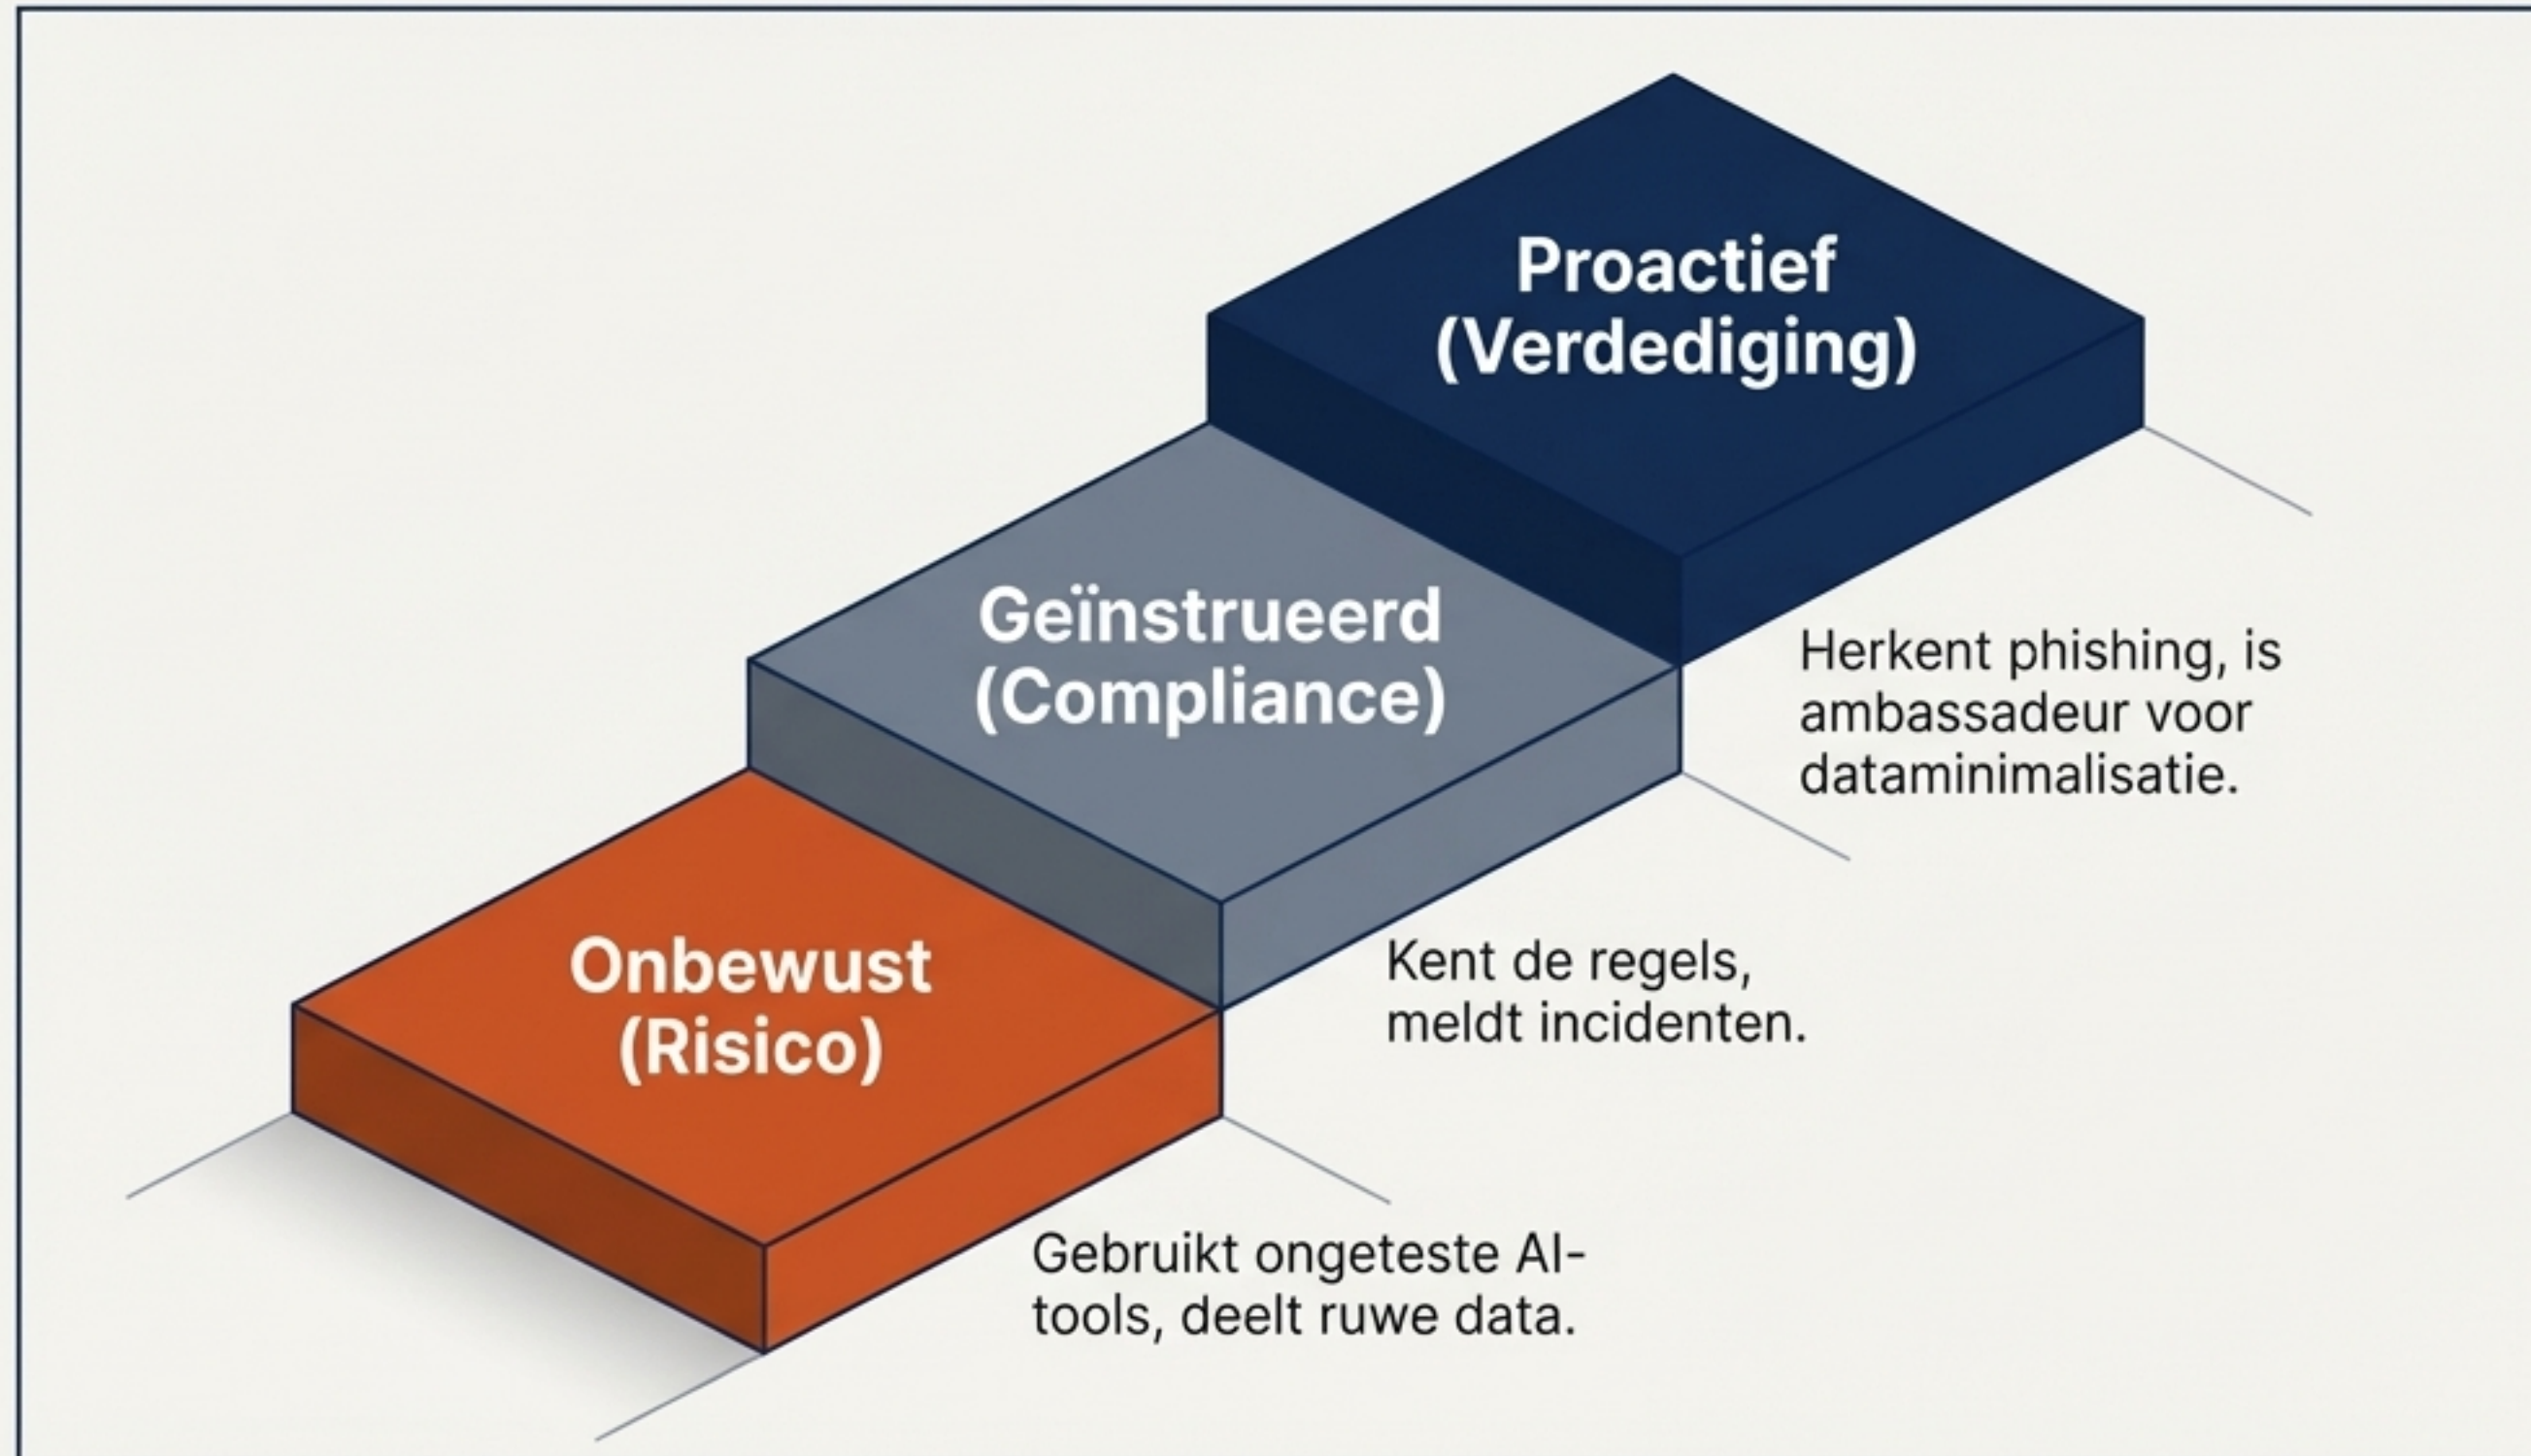 Proactief
(Verdediging)
Herkent phishing, is
ambassadeur voor
dataminimalisatie.
Geïnstrueerd
(Compliance)
Kent de regels,
meldt incidenten.
Onbewust
(Risico)
Gebruikt ongeteste AI-
tools, deelt ruwe data.